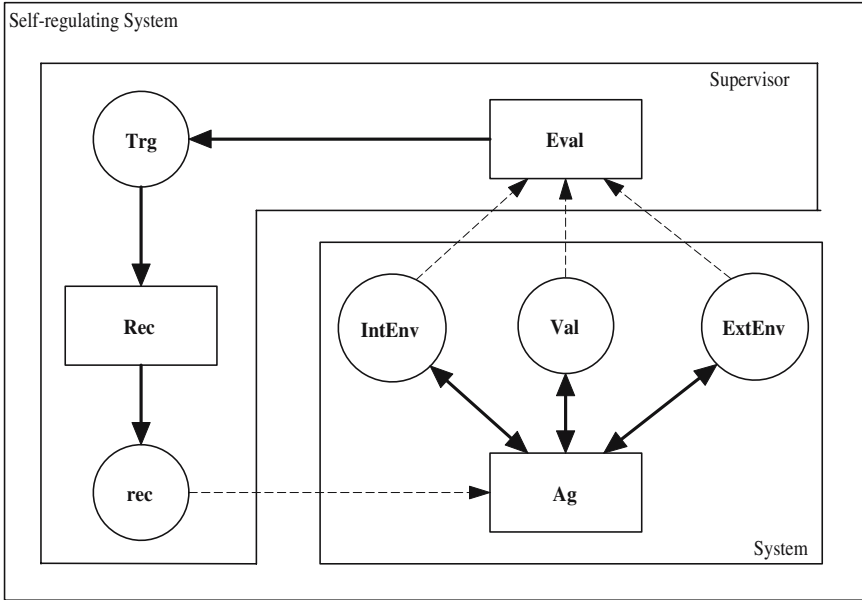 Self-regulating System
Supervisor
Trg
Eval
Rec
IntEnv
Val
ExtEnv
rec
Ag
System